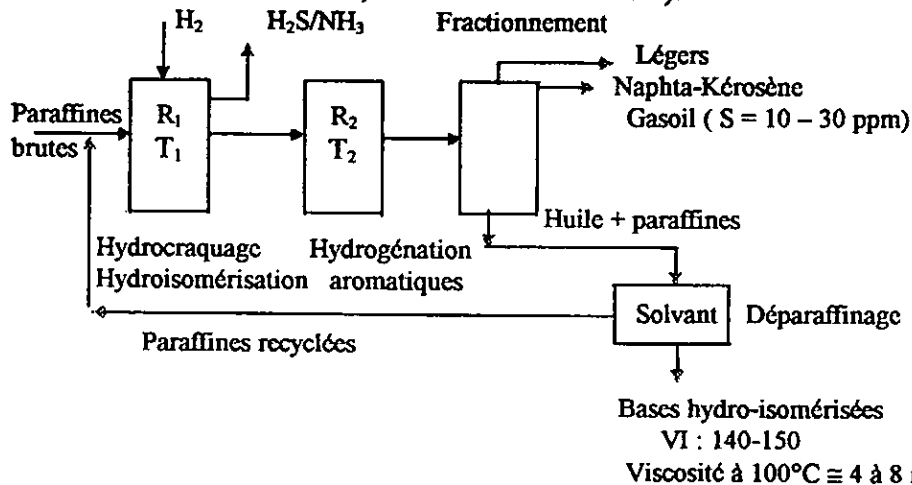 H₂
H₂S/NH₃
Fractionnement
Légers
Naphta-Kérosène
Gasoil ( S = 10 – 30 ppm)
Paraffines
brutes
R₁
T₁
R₂
T₂
Huile + paraffines
Hydrocraquage
Hydroisomérisation
Hydrogénation
aromatiques
Solvant
Déparaffinage
Paraffines recyclées
Bases hydro-isomérisées
VI : 140-150
Viscosité à 100°C ≅ 4 à 8